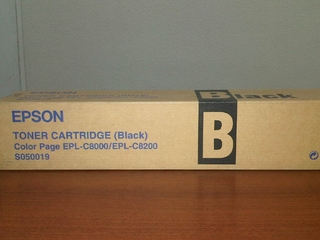 Black
EPSON
TONER CARTRIDGE (Black)
Color Page EPL-C8000/EPL-C8200
S050019
B